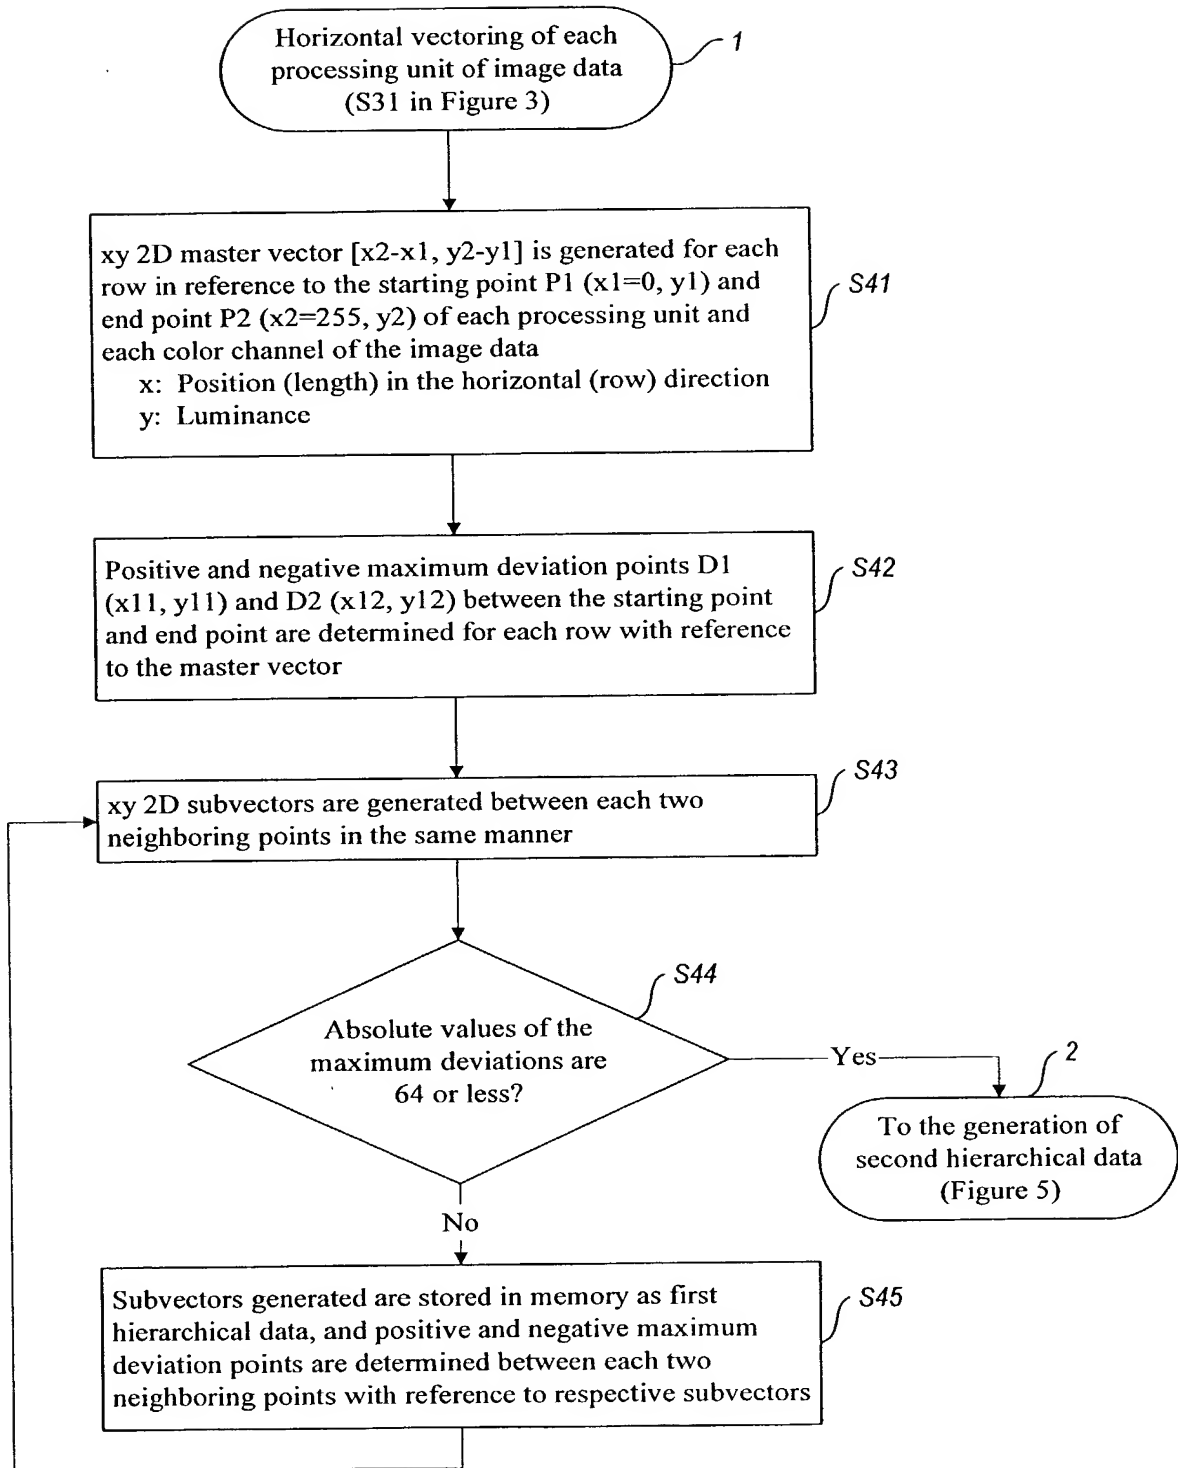 Horizontal vectoring of each
processing unit of image data
(S31 in Figure 3)
1
xy 2D master vector [x2-x1, y2-y1] is generated for each
row in reference to the starting point P1 (x1=0, y1) and
end point P2 (x2=255, y2) of each processing unit and
each color channel of the image data
x: Position (length) in the horizontal (row) direction
y: Luminance
S41
Positive and negative maximum deviation points D1
(x11, y11) and D2 (x12, y12) between the starting point
and end point are determined for each row with reference
to the master vector
S42
xy 2D subvectors are generated between each two
neighboring points in the same manner
S43
Absolute values of the
maximum deviations are
64 or less?
S44
Yes
2
To the generation of
second hierarchical data
(Figure 5)
No
Subvectors generated are stored in memory as first
hierarchical data, and positive and negative maximum
deviation points are determined between each two
neighboring points with reference to respective subvectors
S45